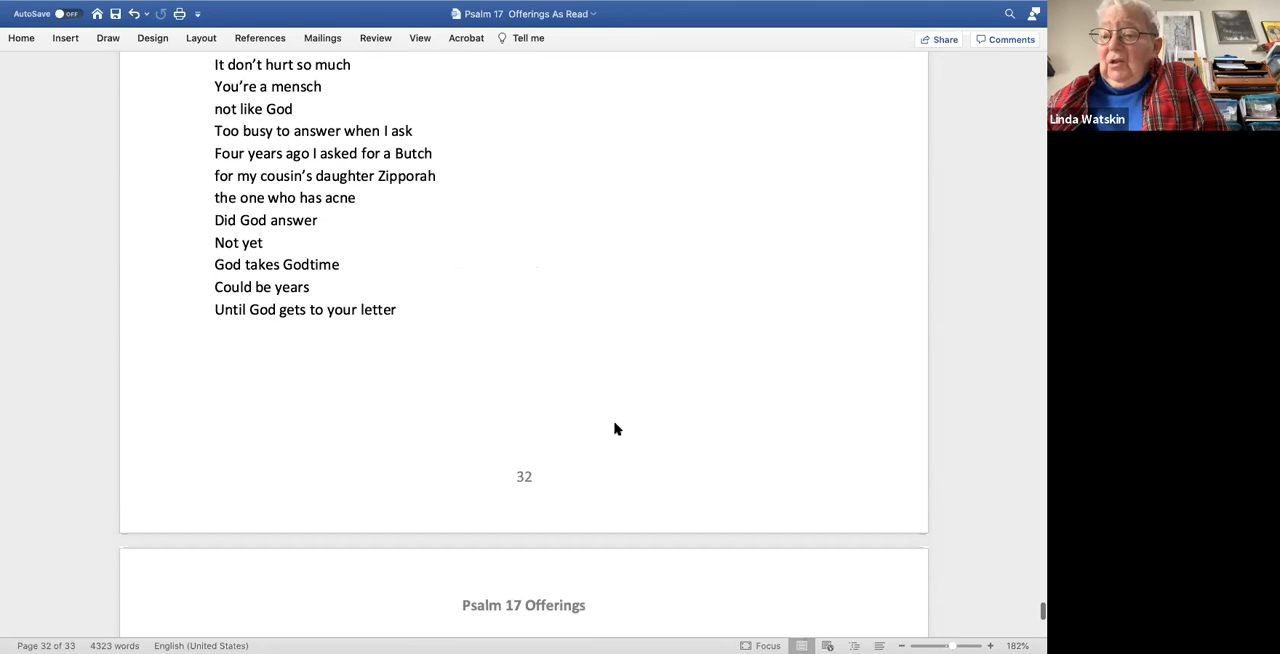 AutoSave OFF Psalm 17 Offerings As Read
Home Insert Draw Design Layout References Mailings Review View Acrobat Tell me Share Comments
It don't hurt so much
You're a mensch
not like God
Too busy to answer when I ask
Four years ago I asked for a Butch
for my cousin's daughter Zipporah
the one who has acne
Did God answer
Not yet
God takes Godtime
Could be years
Until God gets to your letter
32
Psalm 17 Offerings
Page 32 of 33 4323 words English (United States) Focus 182%
Linda Watskin